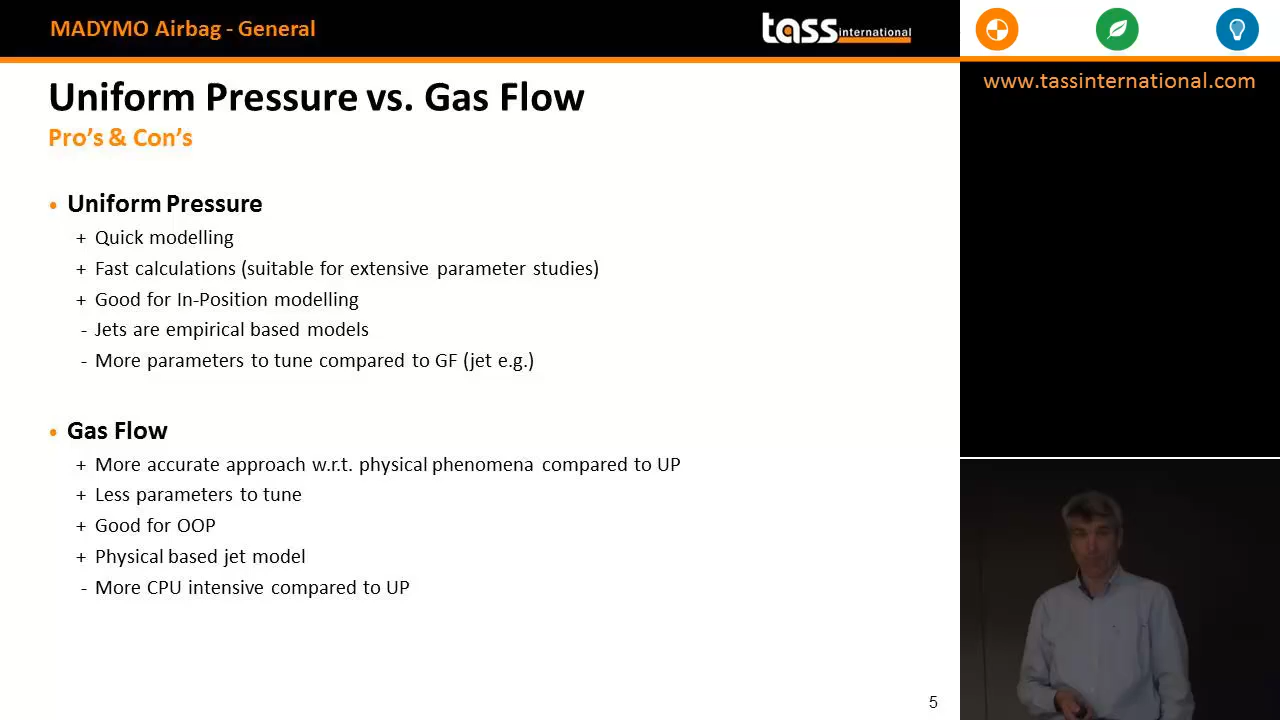 MADYMO Airbag - General
tass international
www.tassinternational.com
Uniform Pressure vs. Gas Flow
Pro's & Con's
• Uniform Pressure
+ Quick modelling
+ Fast calculations (suitable for extensive parameter studies)
+ Good for In-Position modelling
- Jets are empirical based models
- More parameters to tune compared to GF (jet e.g.)
• Gas Flow
+ More accurate approach w.r.t. physical phenomena compared to UP
+ Less parameters to tune
+ Good for OOP
+ Physical based jet model
- More CPU intensive compared to UP
5